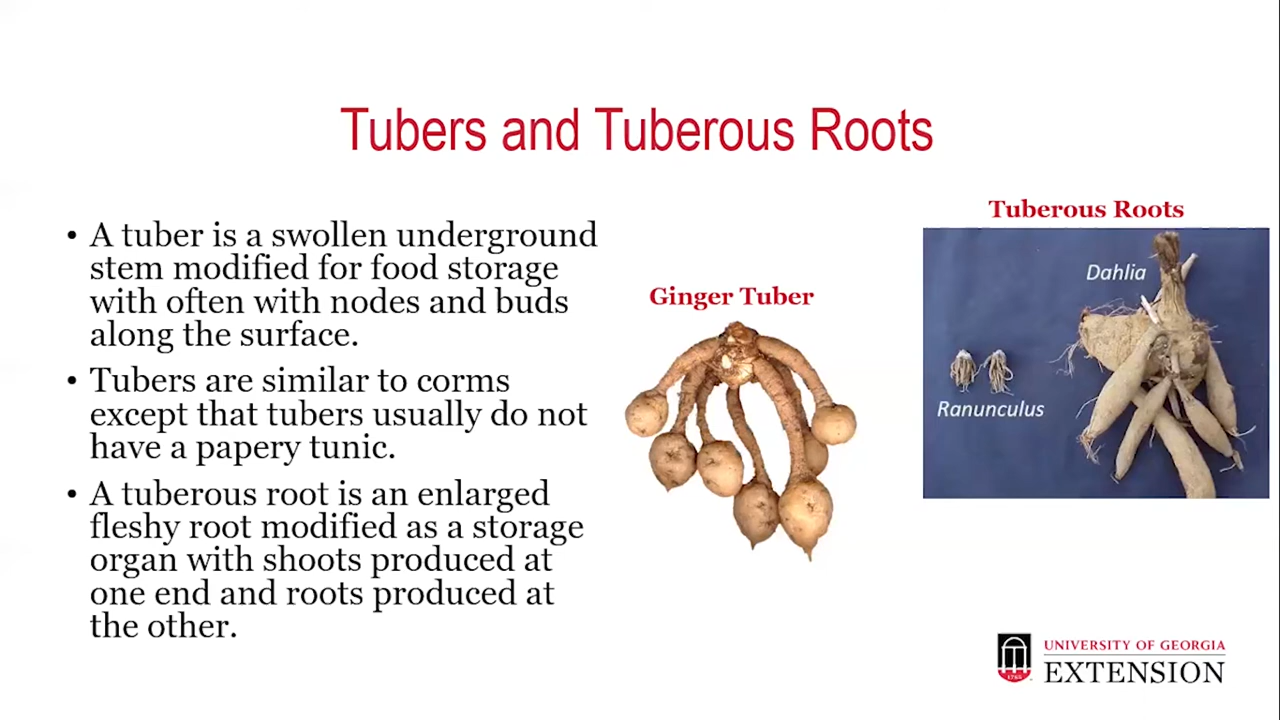 Tubers and Tuberous Roots
• A tuber is a swollen underground
stem modified for food storage
with often with nodes and buds
along the surface.
• Tubers are similar to corms
except that tubers usually do not
have a papery tunic.
• A tuberous root is an enlarged
fleshy root modified as a storage
organ with shoots produced at
one end and roots produced at
the other.
Ginger Tuber
Tuberous Roots
Dahlia
Ranunculus
1785
UNIVERSITY OF GEORGIA
EXTENSION